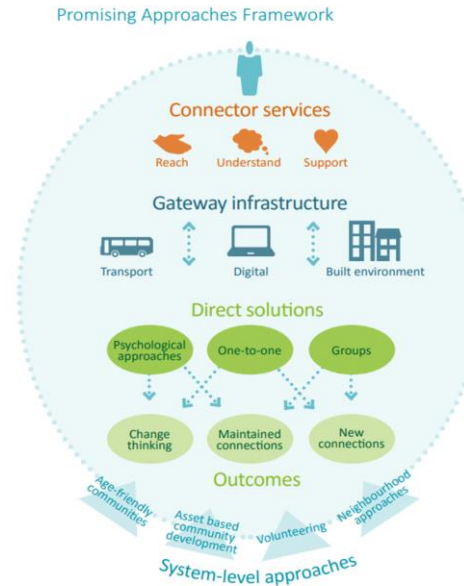 Promising Approaches Framework
Connector services
Reach Understand Support
Gateway infrastructure
Transport Digital Built environment
Direct solutions
Psychological
approaches
One-to-one
Groups
Change
thinking
Maintained
connections
New
connections
Outcomes
Age-friendly
communities
Asset based
community
development
Volunteering
Neighbourhood
approaches
System-level approaches